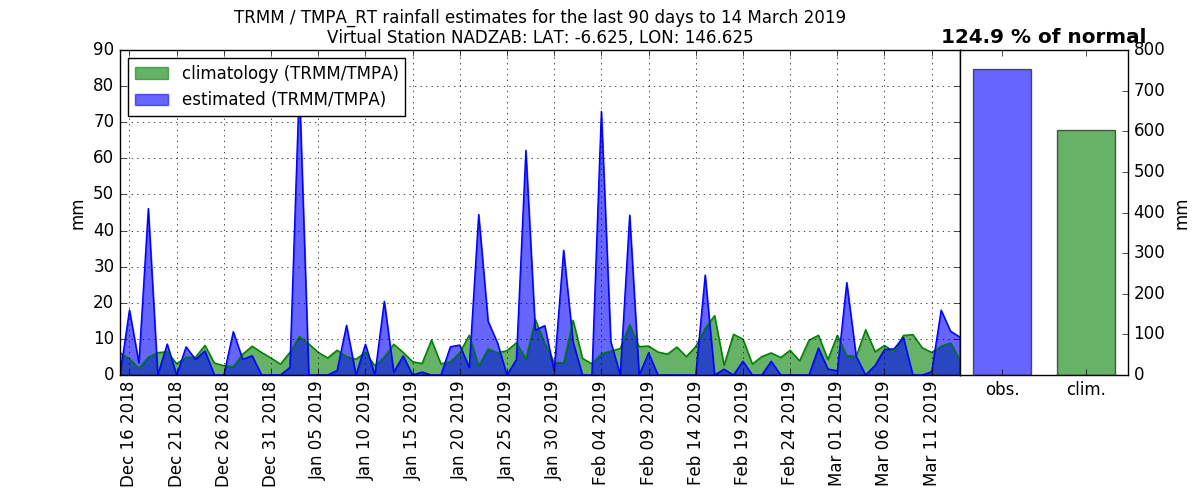 TRMM / TMPA_RT rainfall estimates for the last 90 days to 14 March 2019
Virtual Station NADZAB: LAT: -6.625, LON: 146.625
124.9 % of normal
climatology (TRMM/TMPA)
estimated (TRMM/TMPA)
90
80
70
60
50
40
30
20
10
0
mm
Dec 16 2018
Dec 21 2018
Dec 26 2018
Dec 31 2018
Jan 05 2019
Jan 10 2019
Jan 15 2019
Jan 20 2019
Jan 25 2019
Jan 30 2019
Feb 04 2019
Feb 09 2019
Feb 14 2019
Feb 19 2019
Feb 24 2019
Mar 01 2019
Mar 06 2019
Mar 11 2019
obs.
clim.
800
700
600
500
400
300
200
100
0
mm